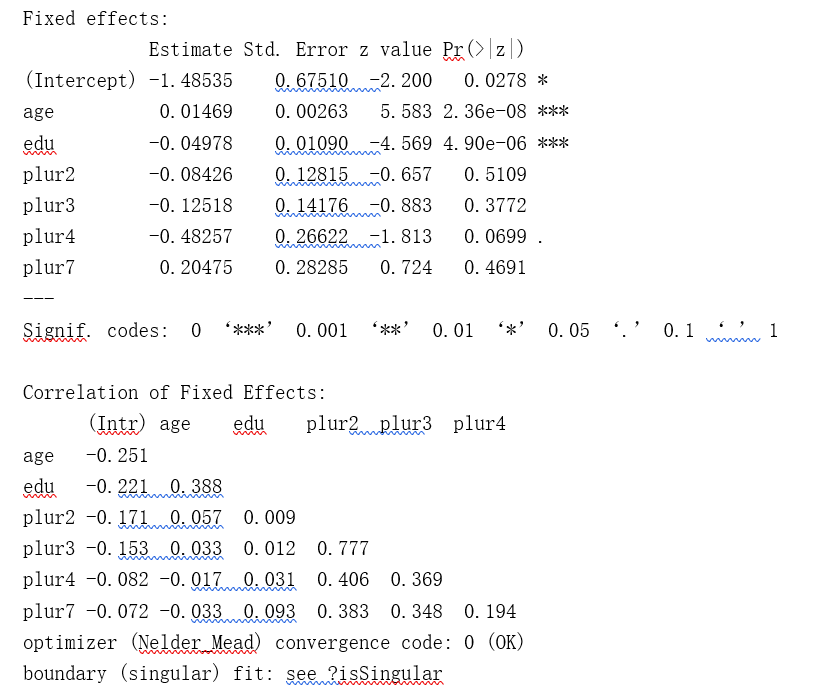 Fixed effects:
Estimate Std. Error z value Pr(>|z|)
(Intercept) -1.48535 0.67510 -2.200 0.0278 *
age 0.01469 0.00263 5.583 2.36e-08 ***
edu -0.04978 0.01090 -4.569 4.90e-06 ***
plur2 -0.08426 0.12815 -0.657 0.5109
plur3 -0.12518 0.14176 -0.883 0.3772
plur4 -0.48257 0.26622 -1.813 0.0699 .
plur7 0.20475 0.28285 0.724 0.4691
---
Signif. codes: 0 ‘***’ 0.001 ‘**’ 0.01 ‘*’ 0.05 ‘.’ 0.1 ‘ ’ 1
Correlation of Fixed Effects:
(Intr) age edu plur2 plur3 plur4
age -0.251
edu -0.221 0.388
plur2 -0.171 0.057 0.009
plur3 -0.153 0.033 0.012 0.777
plur4 -0.082 -0.017 0.031 0.406 0.369
plur7 -0.072 -0.033 0.093 0.383 0.348 0.194
optimizer (Nelder_Mead) convergence code: 0 (OK)
boundary (singular) fit: see ?isSingular